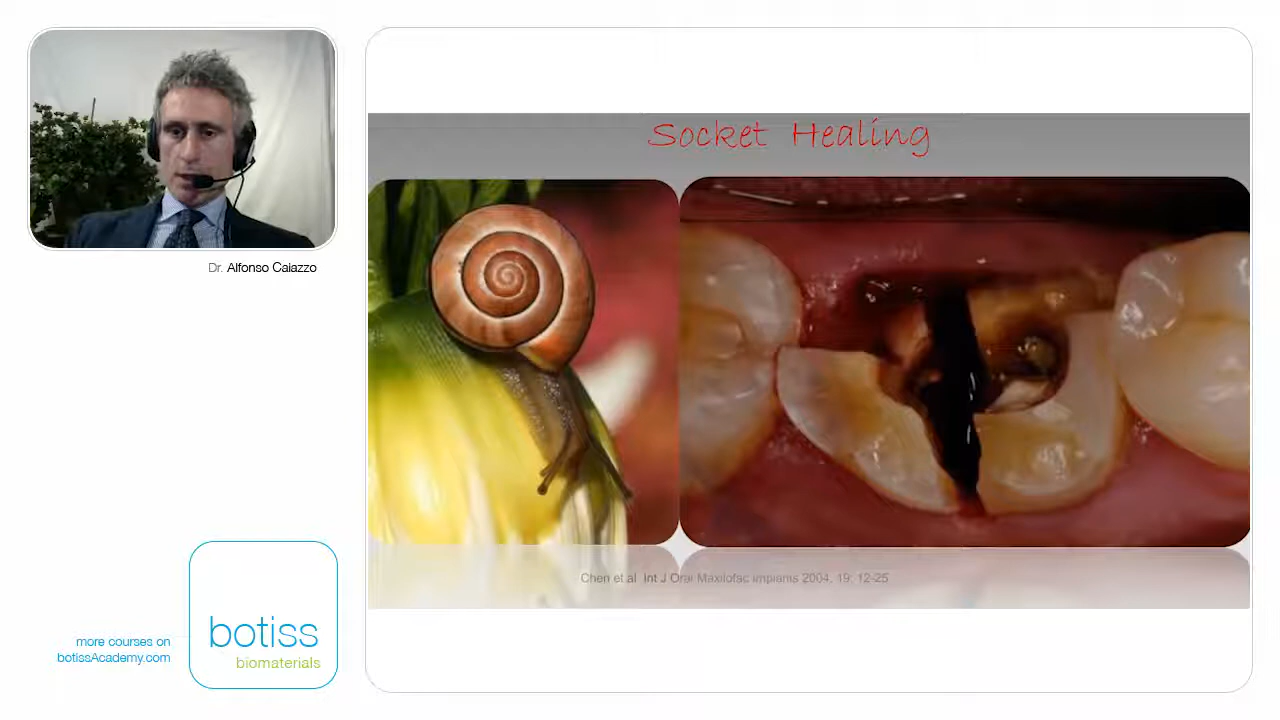 Socket Healing
Dr. Alfonso Caiazzo
Chen et al Int J Oral Maxilofac implants 2004, 19: 12-25
botiss
biomaterials
more courses on
botissAcademy.com